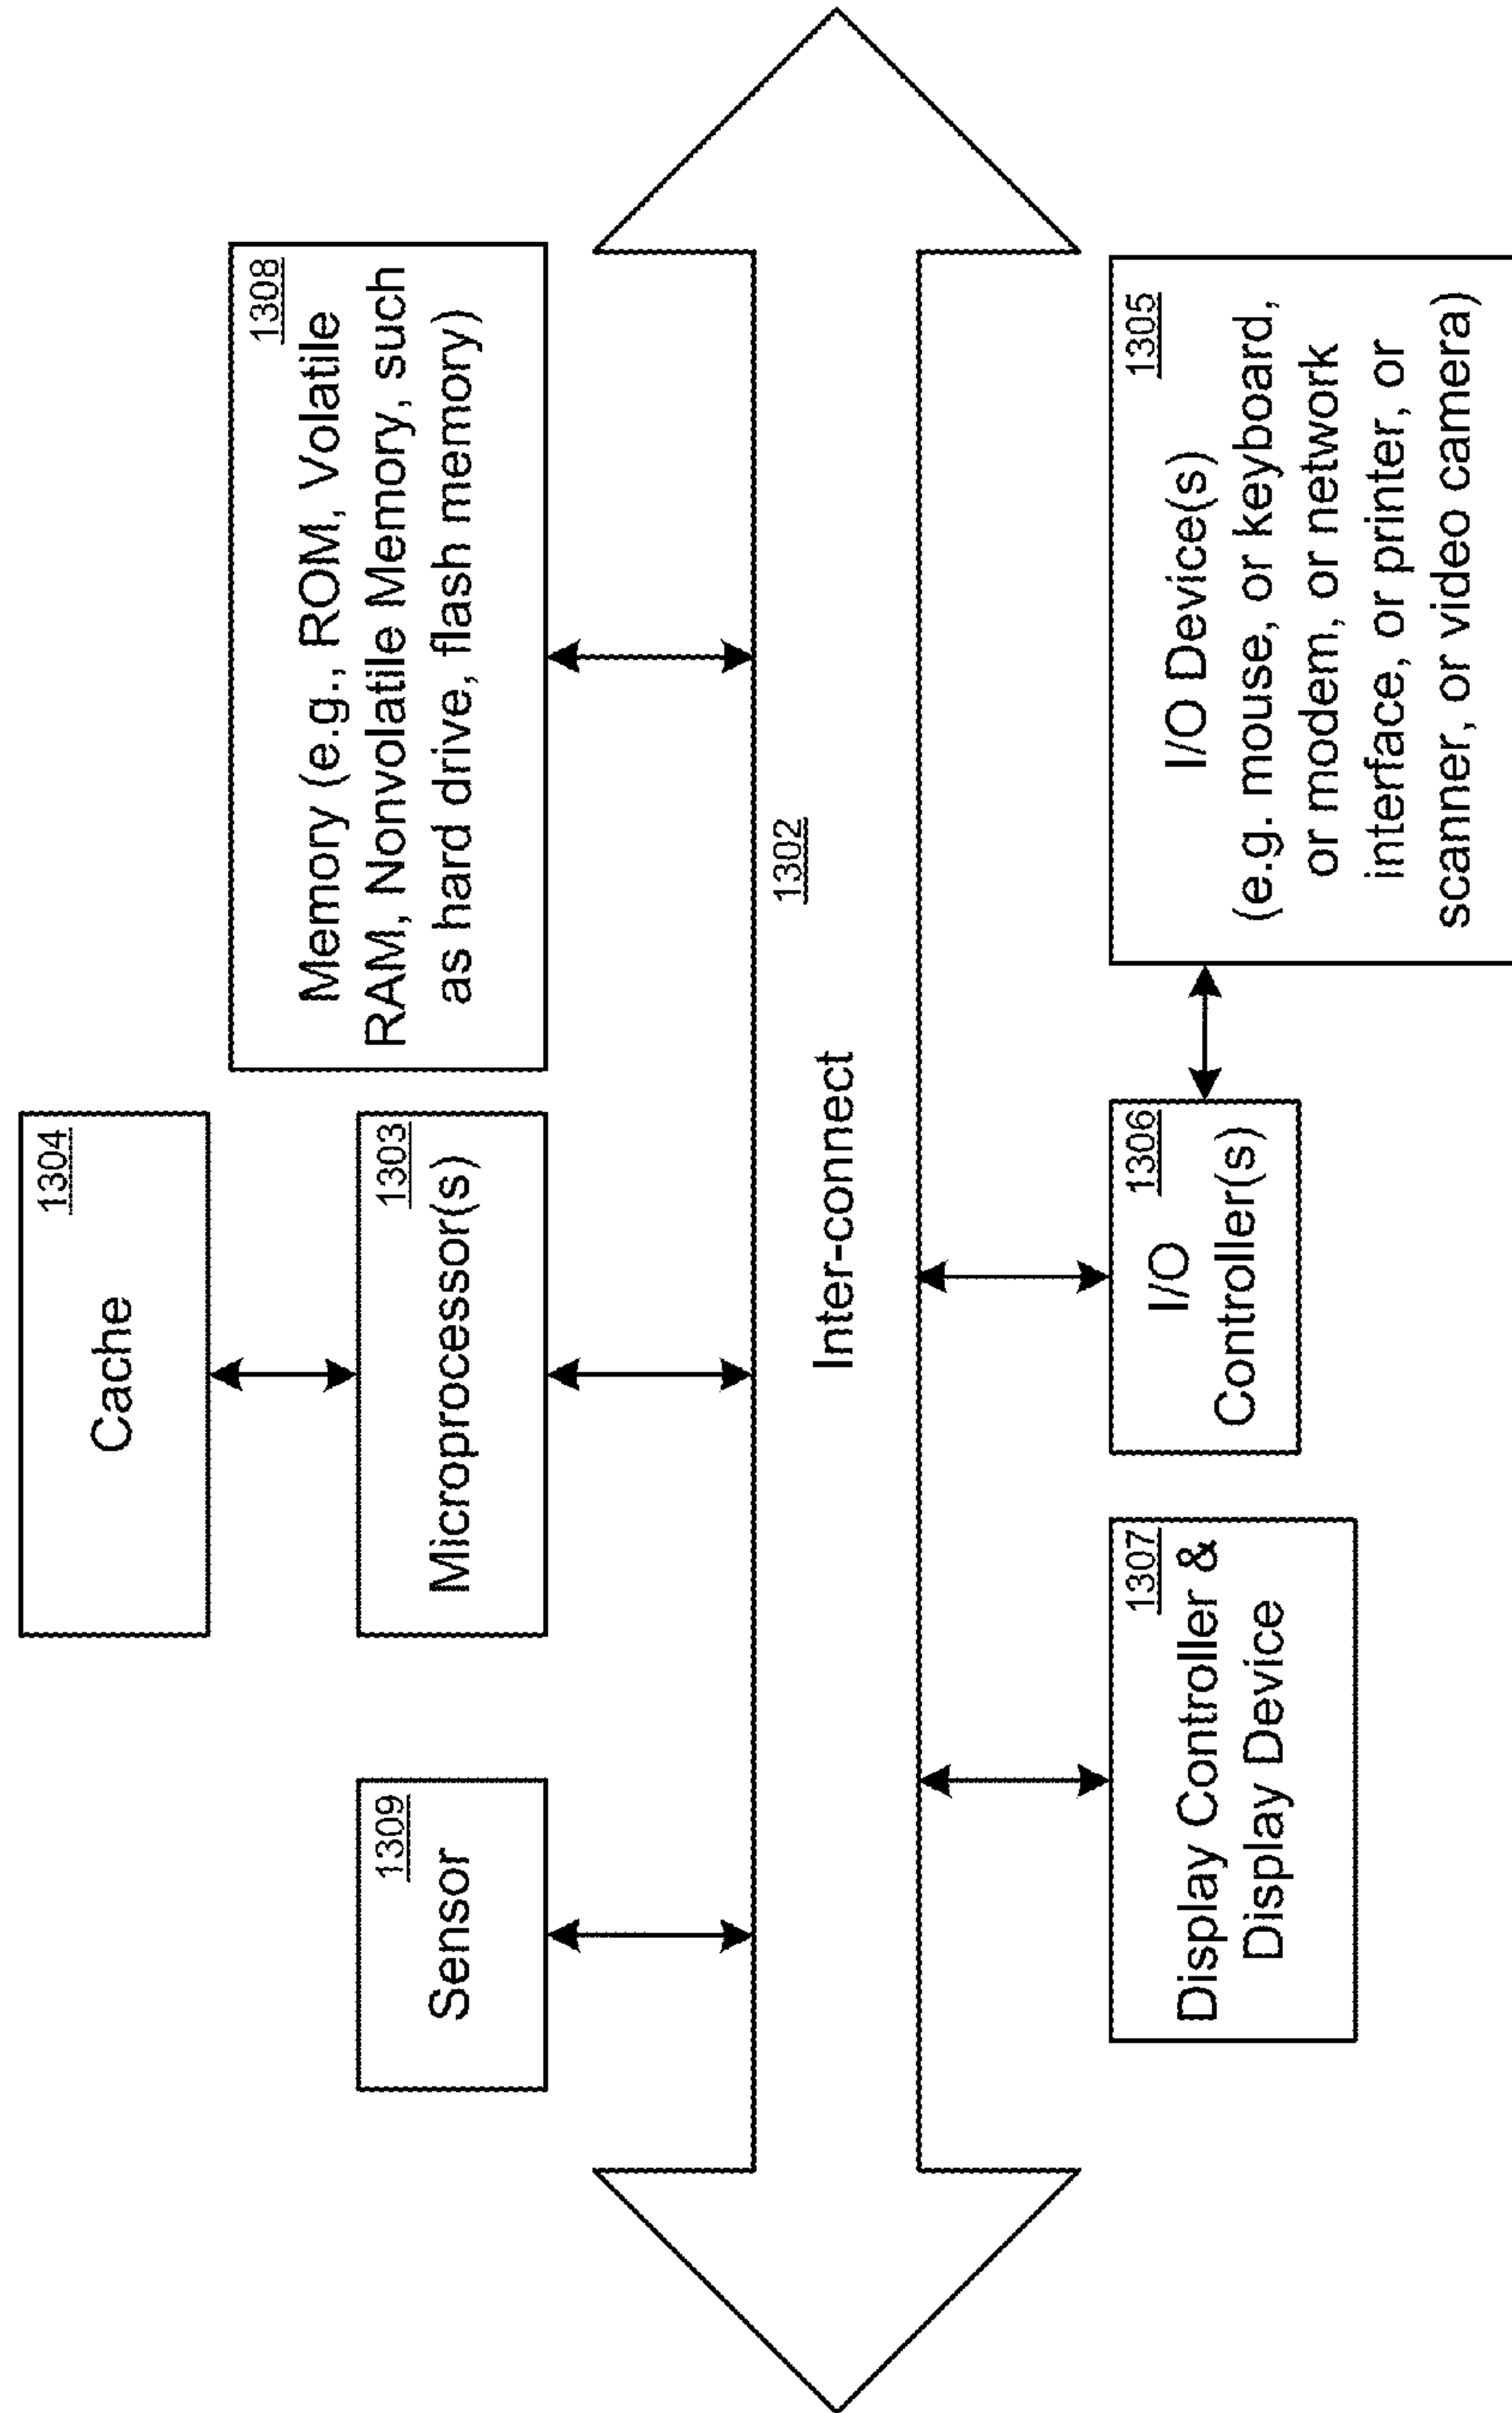 1304
Cache
1309
Sensor
1303
Microprocessor(s)
1308
Memory (e.g., ROM, Volatile
RAM, Nonvolatile Memory, such
as hard drive, flash memory)
1302
Inter-connect
1307
Display Controller &
Display Device
1306
I/O
Controller(s)
1305
I/O Device(s)
(e.g. mouse, or keyboard,
or modem, or network
interface, or printer, or
scanner, or video camera)